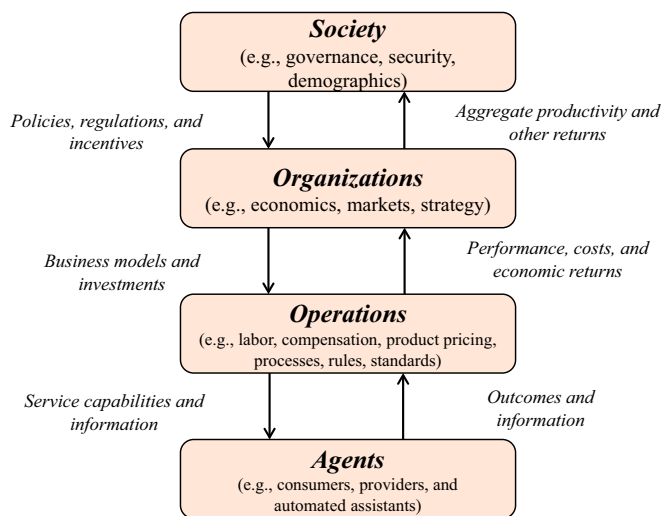 Society
(e.g., governance, security,
demographics)
Policies, regulations, and
incentives
Aggregate productivity and
other returns
Organizations
(e.g., economics, markets, strategy)
Business models and
investments
Performance, costs, and
economic returns
Operations
(e.g., labor, compensation, product pricing,
processes, rules, standards)
Service capabilities and
information
Outcomes and
information
Agents
(e.g., consumers, providers, and
automated assistants)